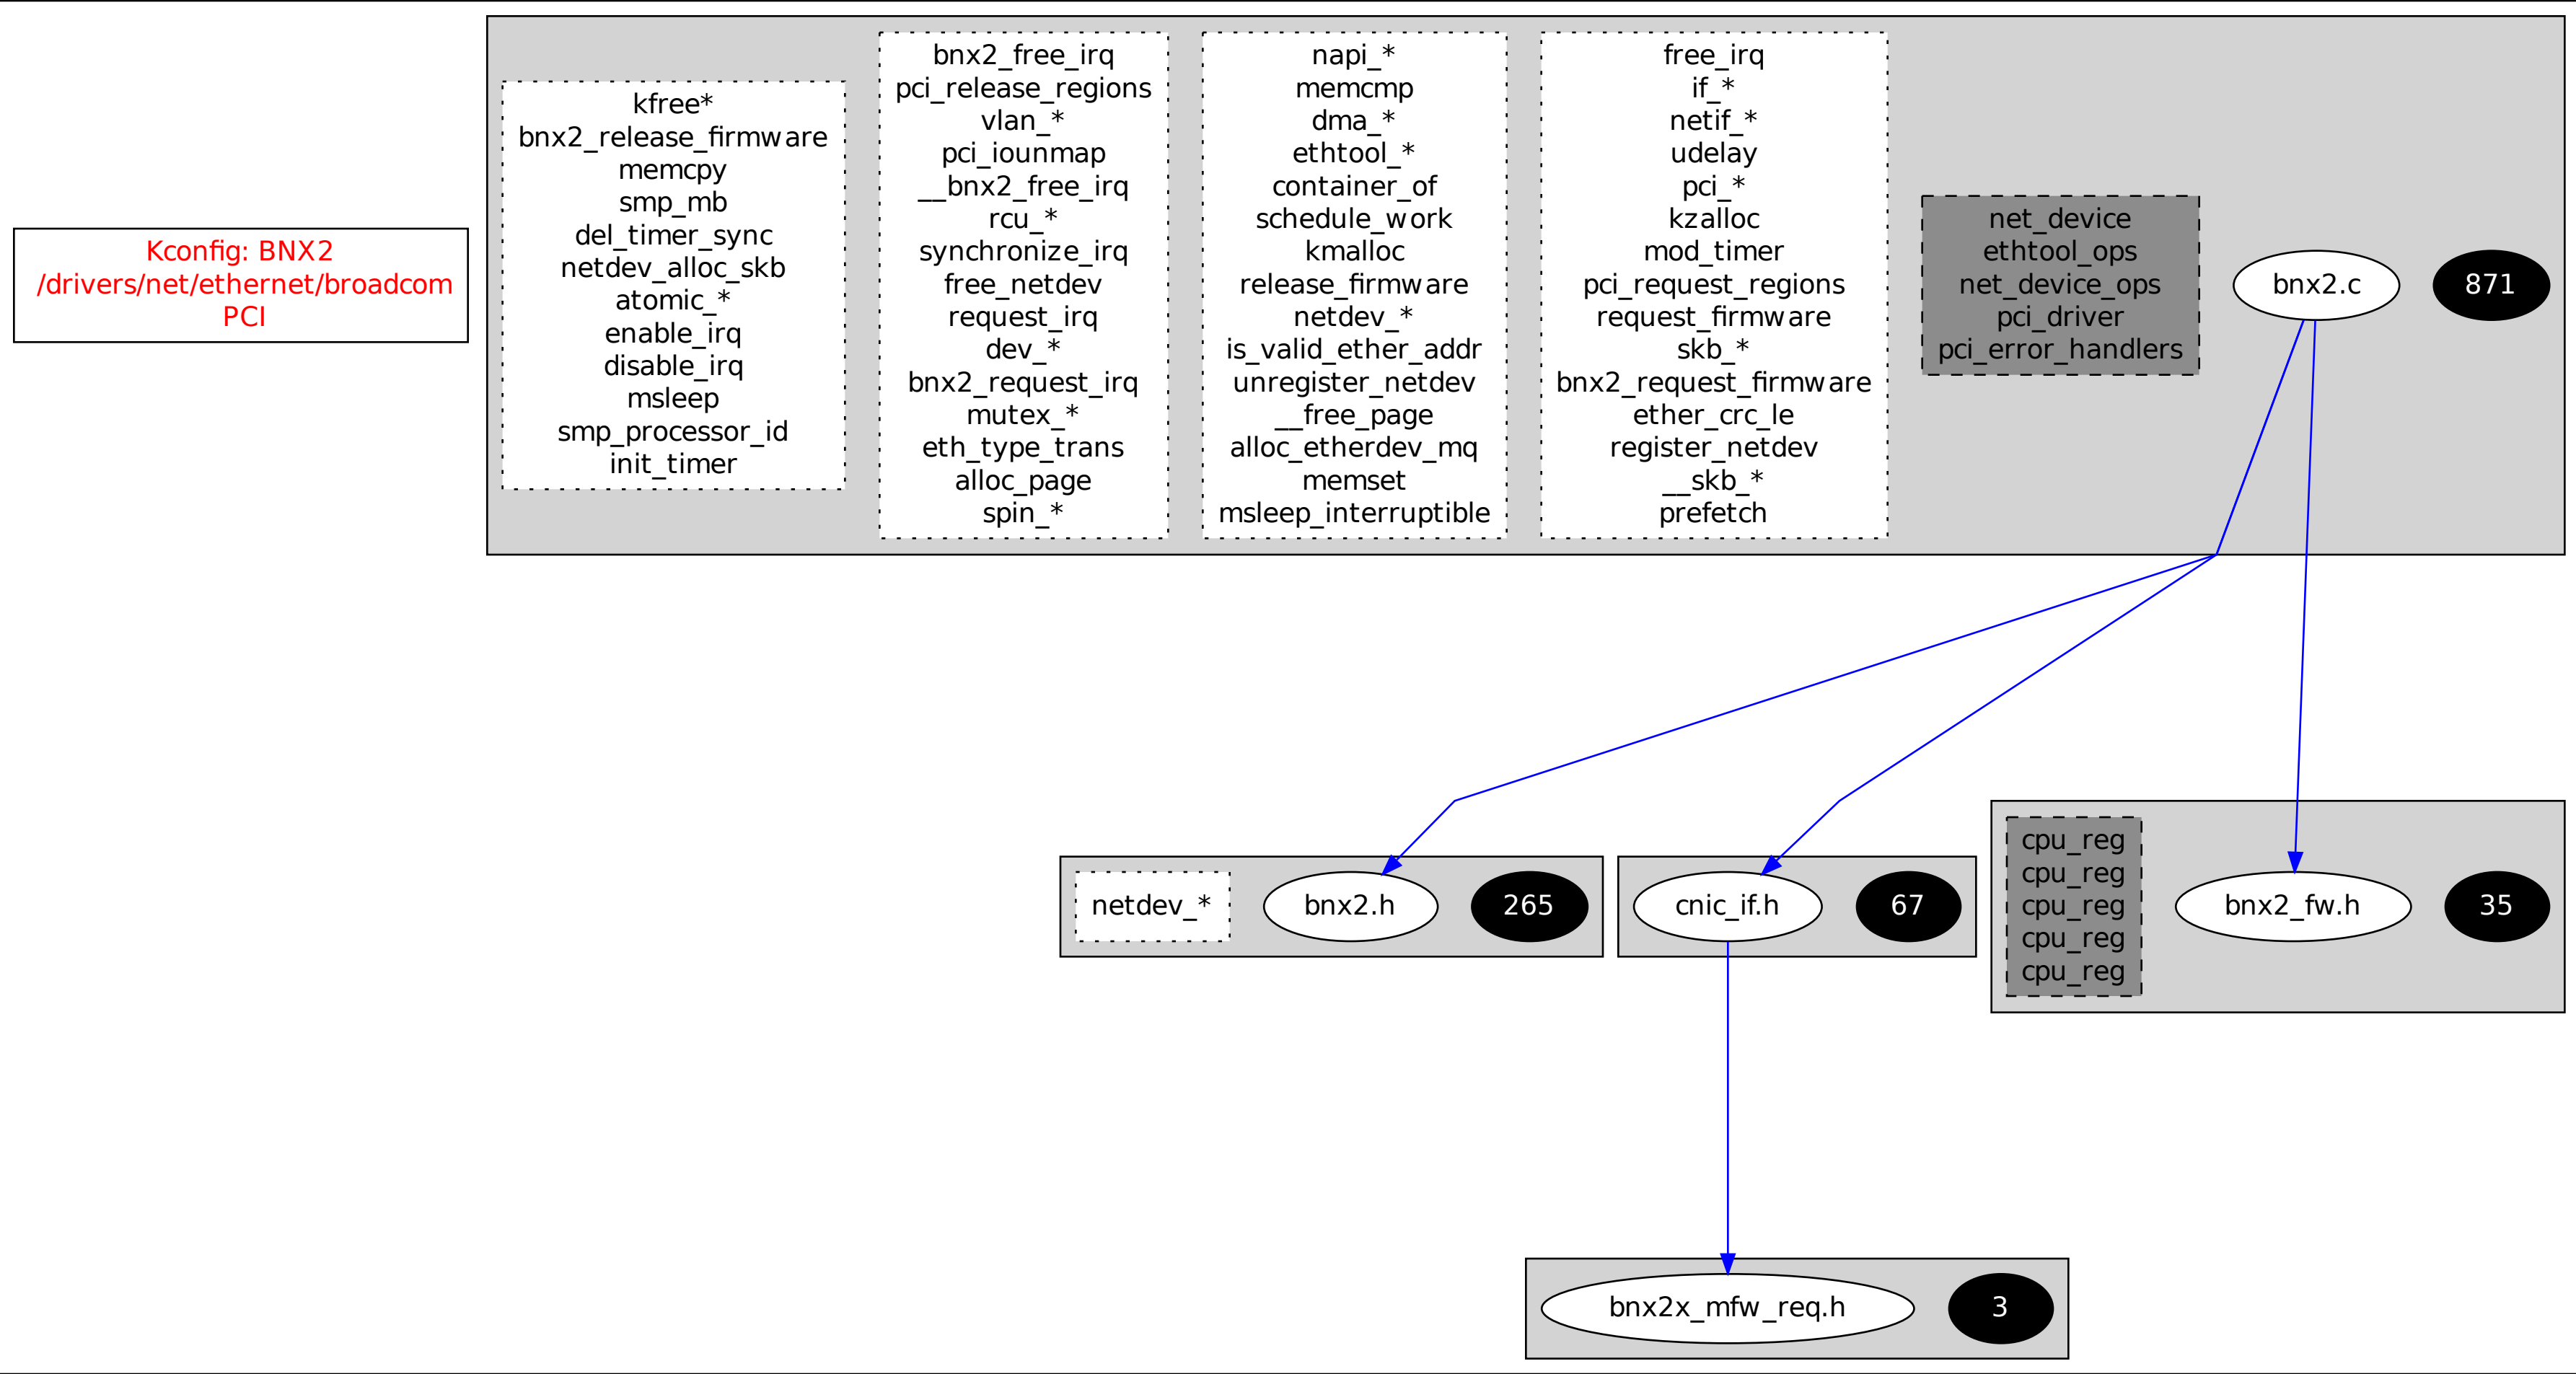 Kconfig: BNX2
/drivers/net/ethernet/broadcom
PCI
kfree*
bnx2_release_firmware
memcpy
smp_mb
del_timer_sync
netdev_alloc_skb
atomic_*
enable_irq
disable_irq
msleep
smp_processor_id
init_timer
bnx2_free_irq
pci_release_regions
vlan_*
pci_iounmap
__bnx2_free_irq
rcu_*
synchronize_irq
free_netdev
request_irq
dev_*
bnx2_request_irq
mutex_*
eth_type_trans
alloc_page
spin_*
napi_*
memcmp
dma_*
ethtool_*
container_of
schedule_work
kmalloc
release_firmware
netdev_*
is_valid_ether_addr
unregister_netdev
__free_page
alloc_etherdev_mq
memset
msleep_interruptible
free_irq
if_*
netif_*
udelay
pci_*
kzalloc
mod_timer
pci_request_regions
request_firmware
skb_*
bnx2_request_firmware
ether_crc_le
register_netdev
__skb_*
prefetch
net_device
ethtool_ops
net_device_ops
pci_driver
pci_error_handlers
bnx2.c
871
netdev_*
bnx2.h
265
cnic_if.h
67
cpu_reg
cpu_reg
cpu_reg
cpu_reg
cpu_reg
bnx2_fw.h
35
bnx2x_mfw_req.h
3